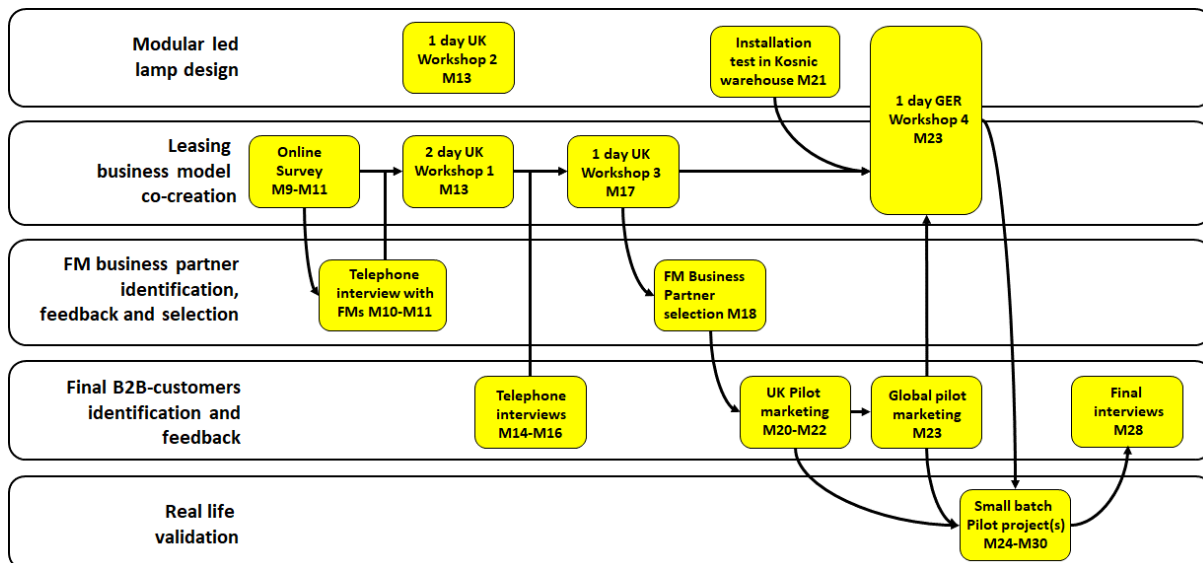 Modular led
lamp design
1 day UK
Workshop 2
M13
Installation
test in Kosnic
warehouse M21
1 day GER
Workshop 4
M23
Leasing
business model
co-creation
Online
Survey
M9-M11
2 day UK
Workshop 1
M13
1 day UK
Workshop 3
M17
FM business partner
identification,
feedback and selection
Telephone
interview with
FMs M10-M11
FM Business
Partner
selection M18
Final B2B-customers
identification and
feedback
Telephone
interviews
M14-M16
UK Pilot
marketing
M20-M22
Global pilot
marketing
M23
Final
interviews
M28
Real life
validation
Small batch
Pilot project(s)
M24-M30